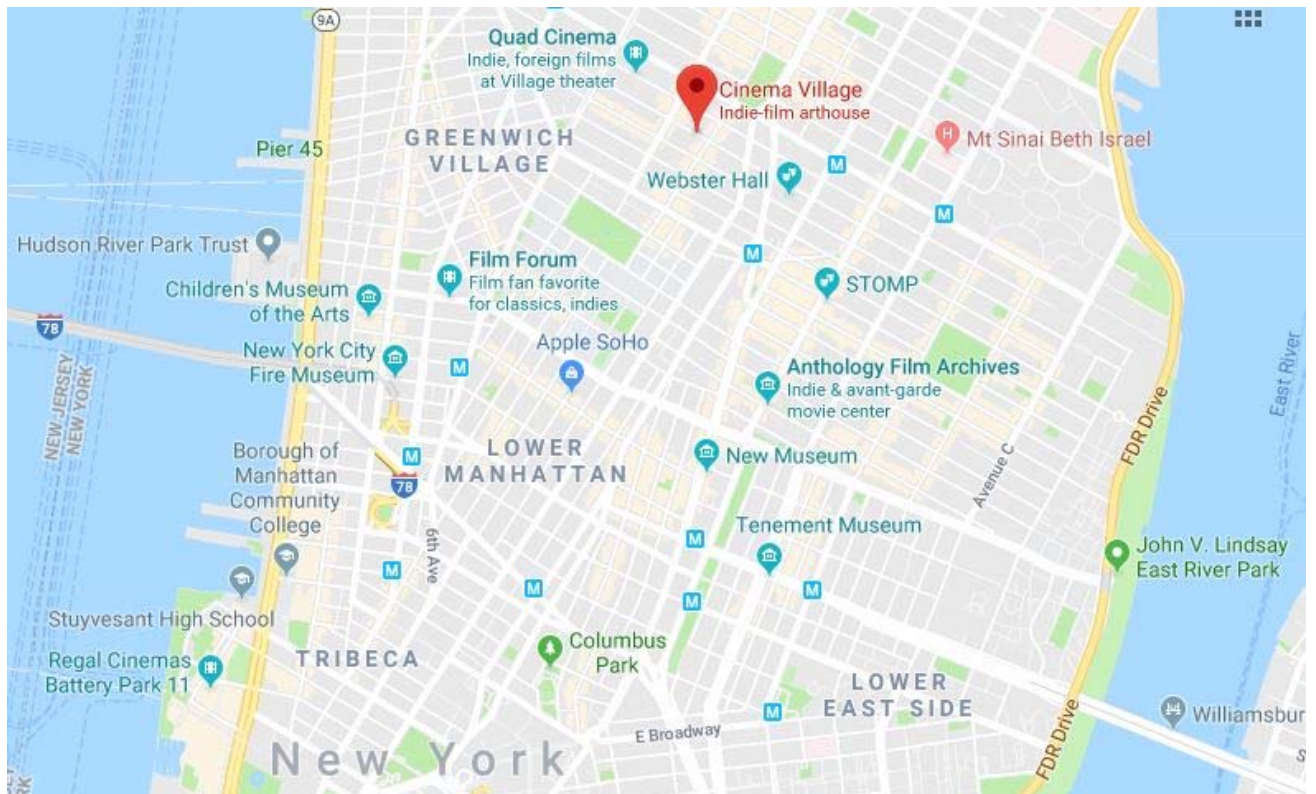 9A
Quad Cinema
Indie, foreign films
at Village theater
Cinema Village
Indie-film arthouse
GREENWICH
VILLAGE
Pier 45
M
H
Mt Sinai Beth Israel
Webster Hall
M
Hudson River Park Trust
M
Film Forum
Film fan favorite
for classics, indies
STOMP
Children's Museum
of the Arts
78
New York City
Fire Museum
Apple SoHo
M
Anthology Film Archives
Indie & avant-garde
movie center
NEW JERSEY
NEW YORK
East River
FDR Drive
Borough of
Manhattan
Community
College
M
LOWER
MANHATTAN
New Museum
78
Avenue C
6th Ave
Tenement Museum
M
John V. Lindsay
East River Park
M
M
M
M
Stuyvesant High School
Columbus
Park
TRIBECA
Regal Cinemas
Battery Park 11
LOWER
EAST SIDE
M
Williamsbur
E Broadway
FDR Drive
New York